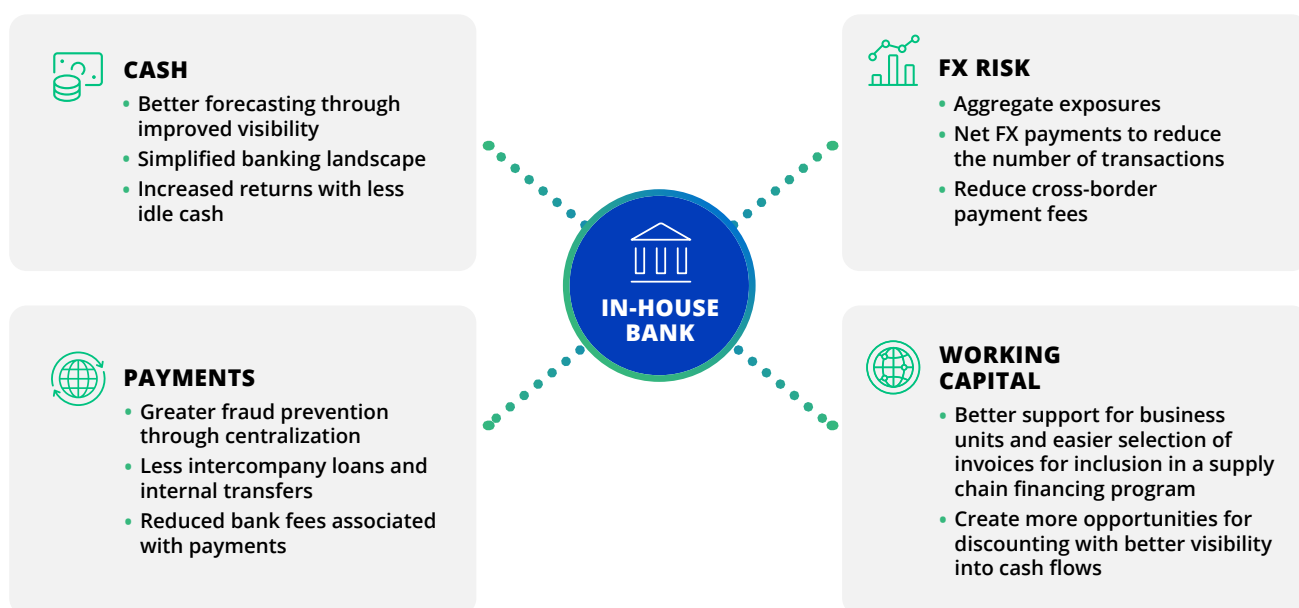 CASH
• Better forecasting through
improved visibility
• Simplified banking landscape
• Increased returns with less
idle cash
FX RISK
• Aggregate exposures
• Net FX payments to reduce
the number of transactions
• Reduce cross-border
payment fees
IN-HOUSE
BANK
PAYMENTS
• Greater fraud prevention
through centralization
• Less intercompany loans and
internal transfers
• Reduced bank fees associated
with payments
WORKING
CAPITAL
• Better support for business
units and easier selection of
invoices for inclusion in a supply
chain financing program
• Create more opportunities for
discounting with better visibility
into cash flows